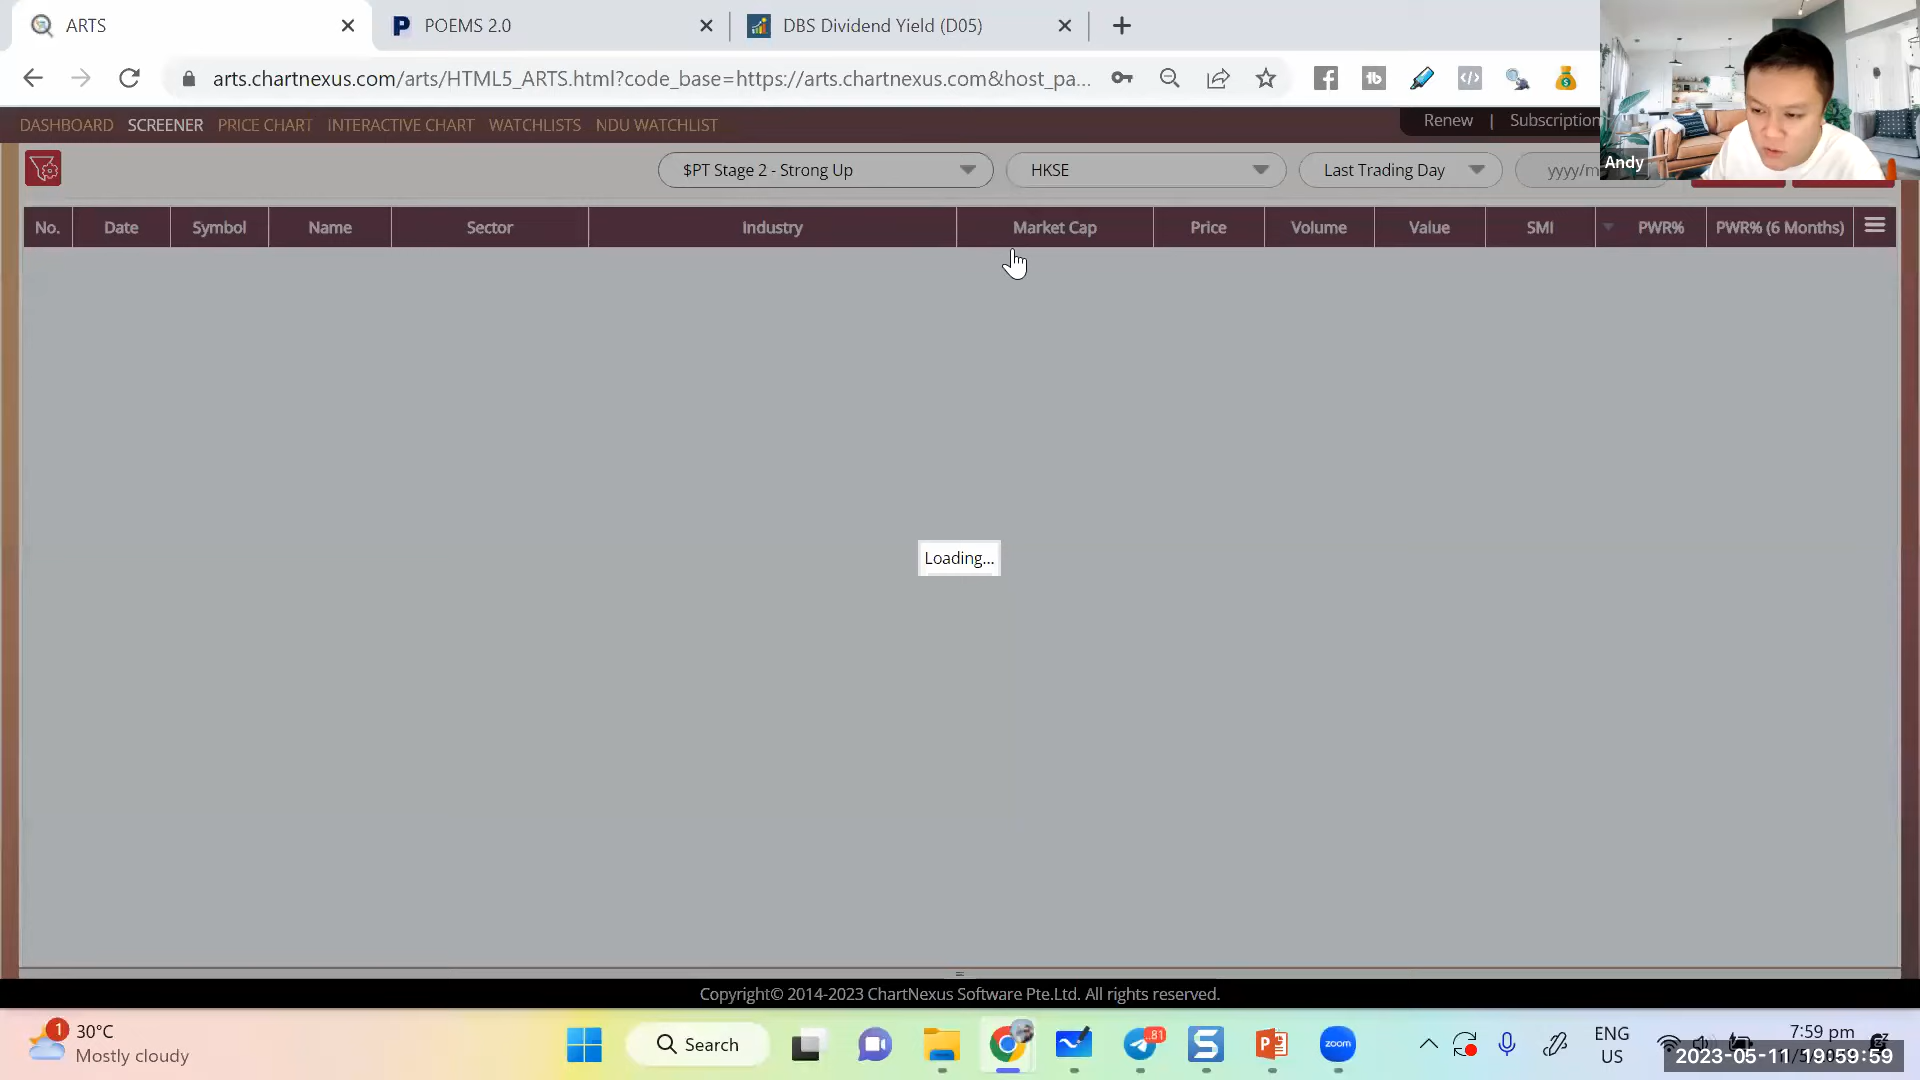 ARTS
POEMS 2.0
DBS Dividend Yield (D05)
arts.chartnexus.com/arts/HTML5_ARTS.html?code_base=https://arts.chartnexus.com&host_pa...
DASHBOARD SCREENER PRICE CHART INTERACTIVE CHART WATCHLISTS NDU WATCHLIST
Renew | Subscription
Andy
$PT Stage 2 - Strong Up
HKSE
Last Trading Day
yyyy/m
No. Date Symbol Name Sector Industry Market Cap Price Volume Value SMI PWR% PWR% (6 Months)
Loading...
Copyright© 2014-2023 ChartNexus Software Pte.Ltd. All rights reserved.
1
30°C
Mostly cloudy
Search
81
zoom
ENG
US
7:59 pm
2023-05-11 19:59:59